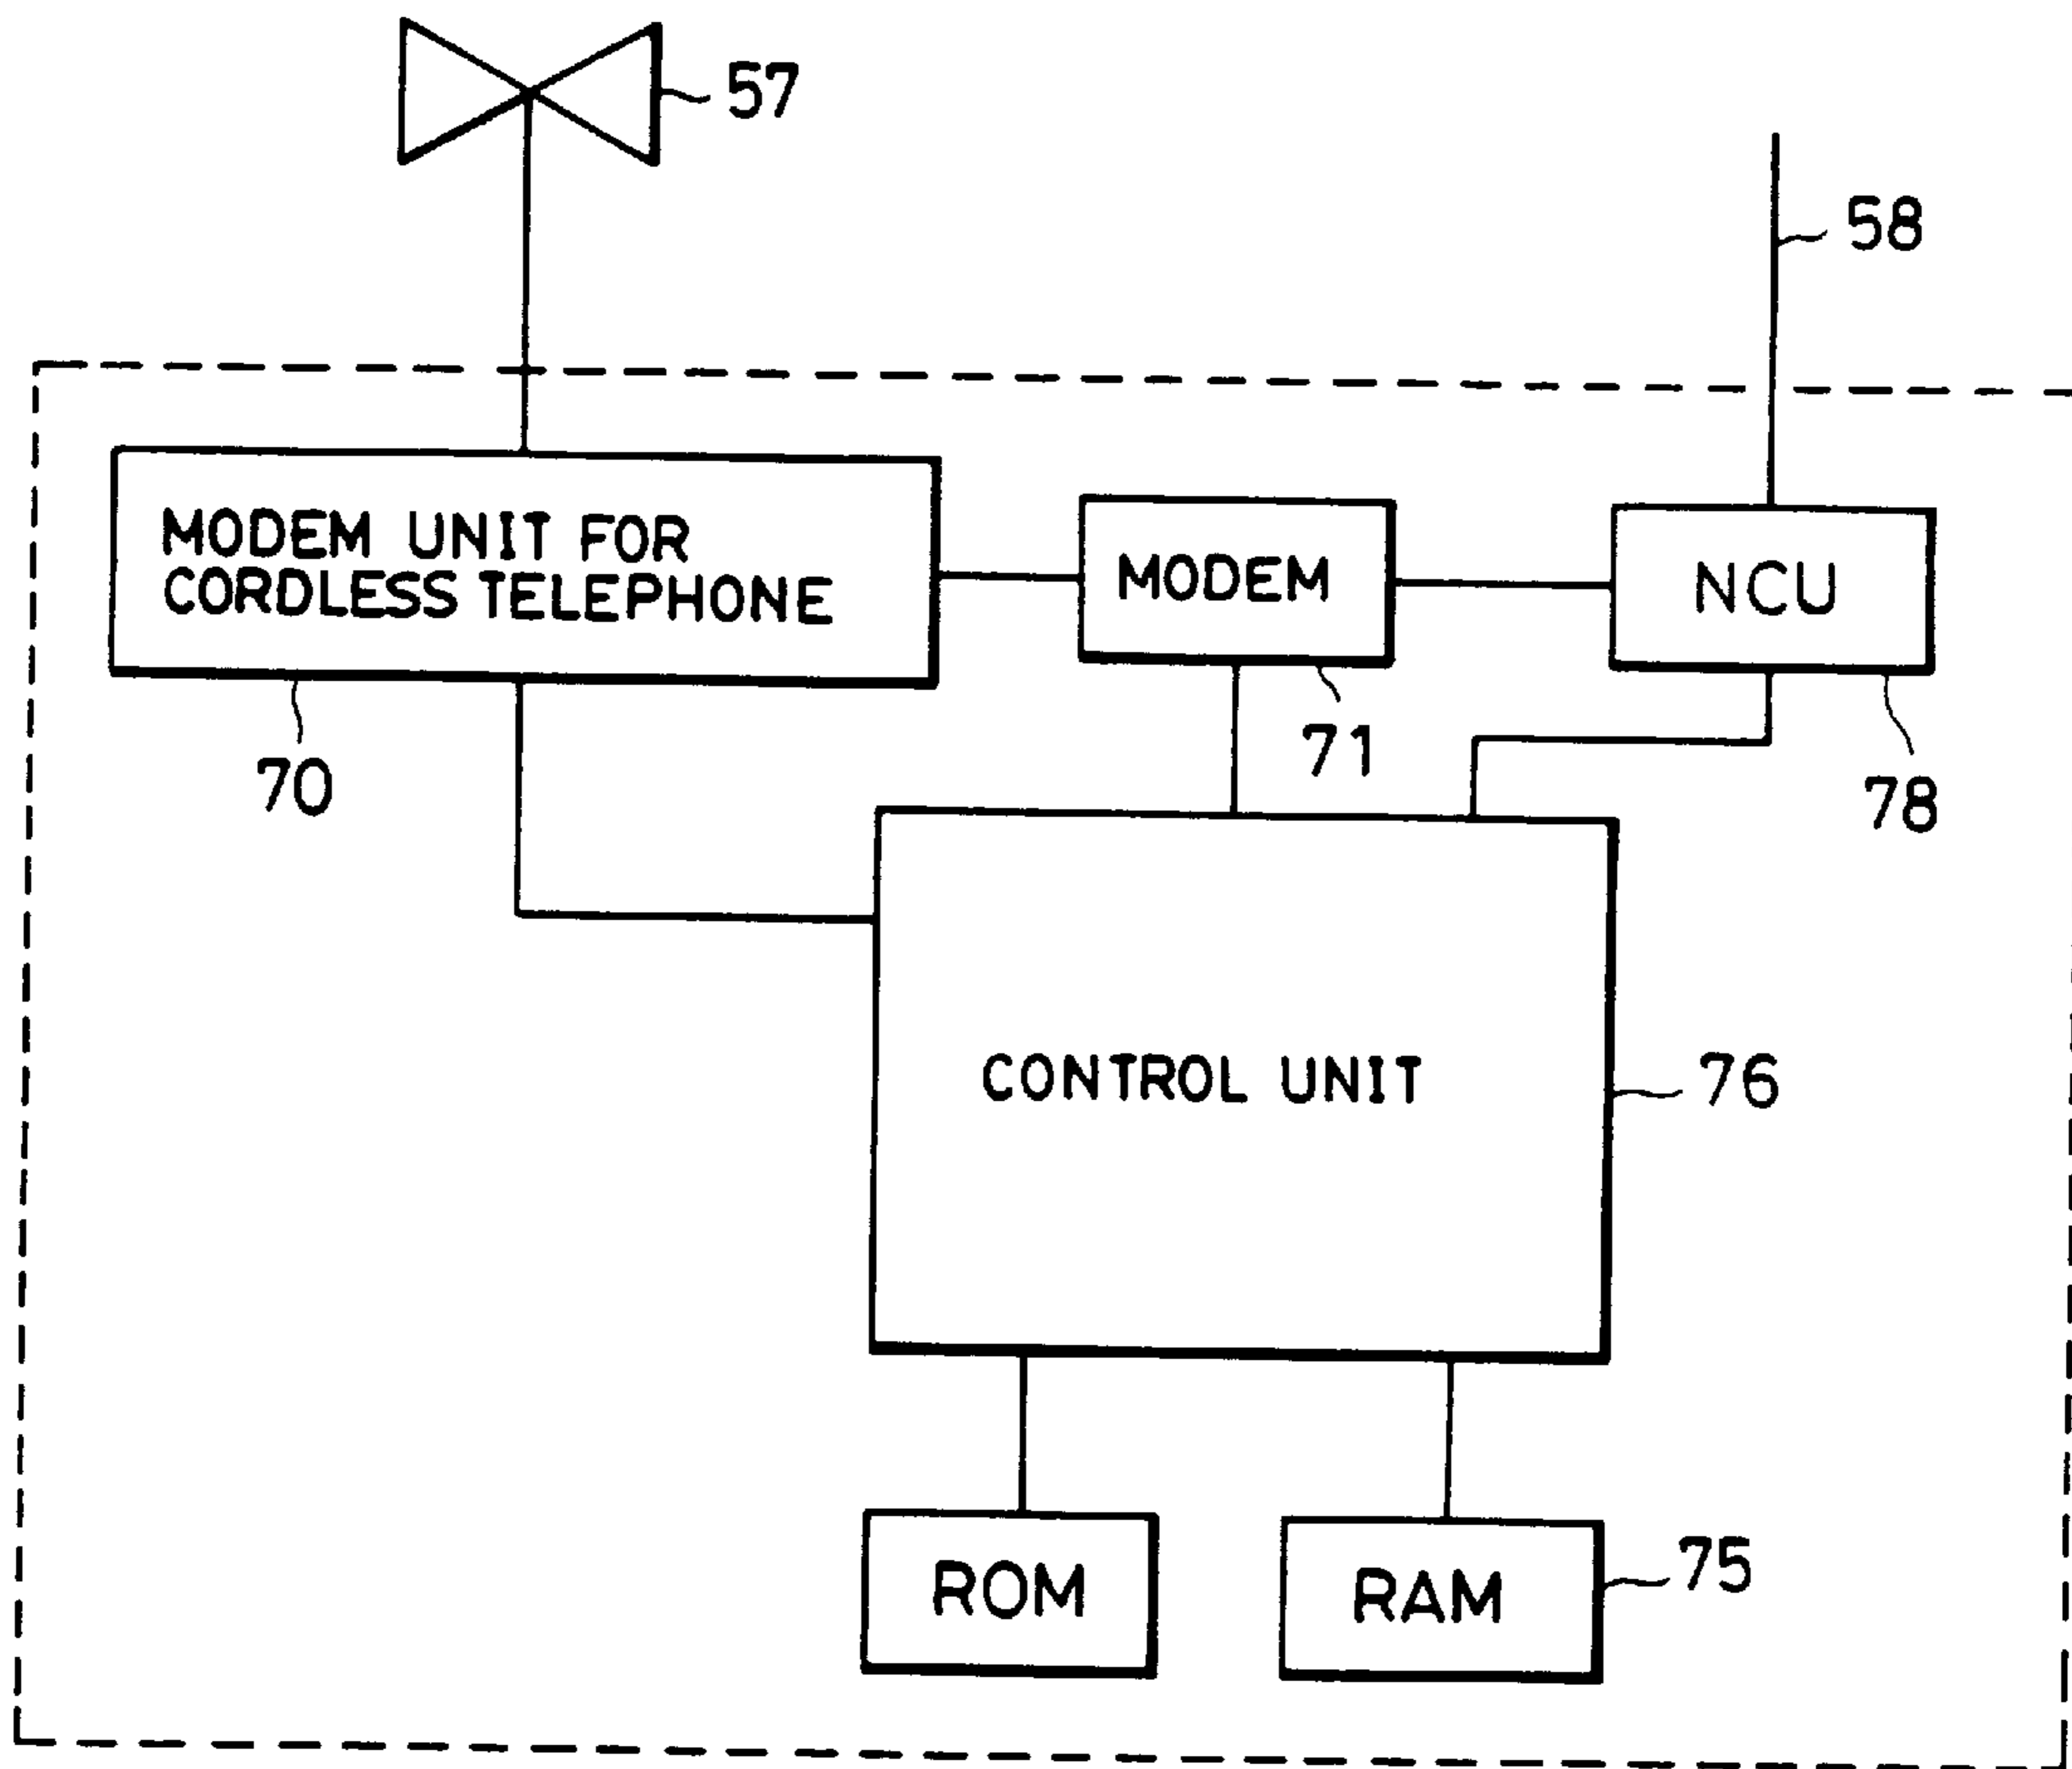 57
58
MODEM UNIT FOR
CORDLESS TELEPHONE
MODEM
NCU
70
71
78
CONTROL UNIT
76
ROM
RAM
75